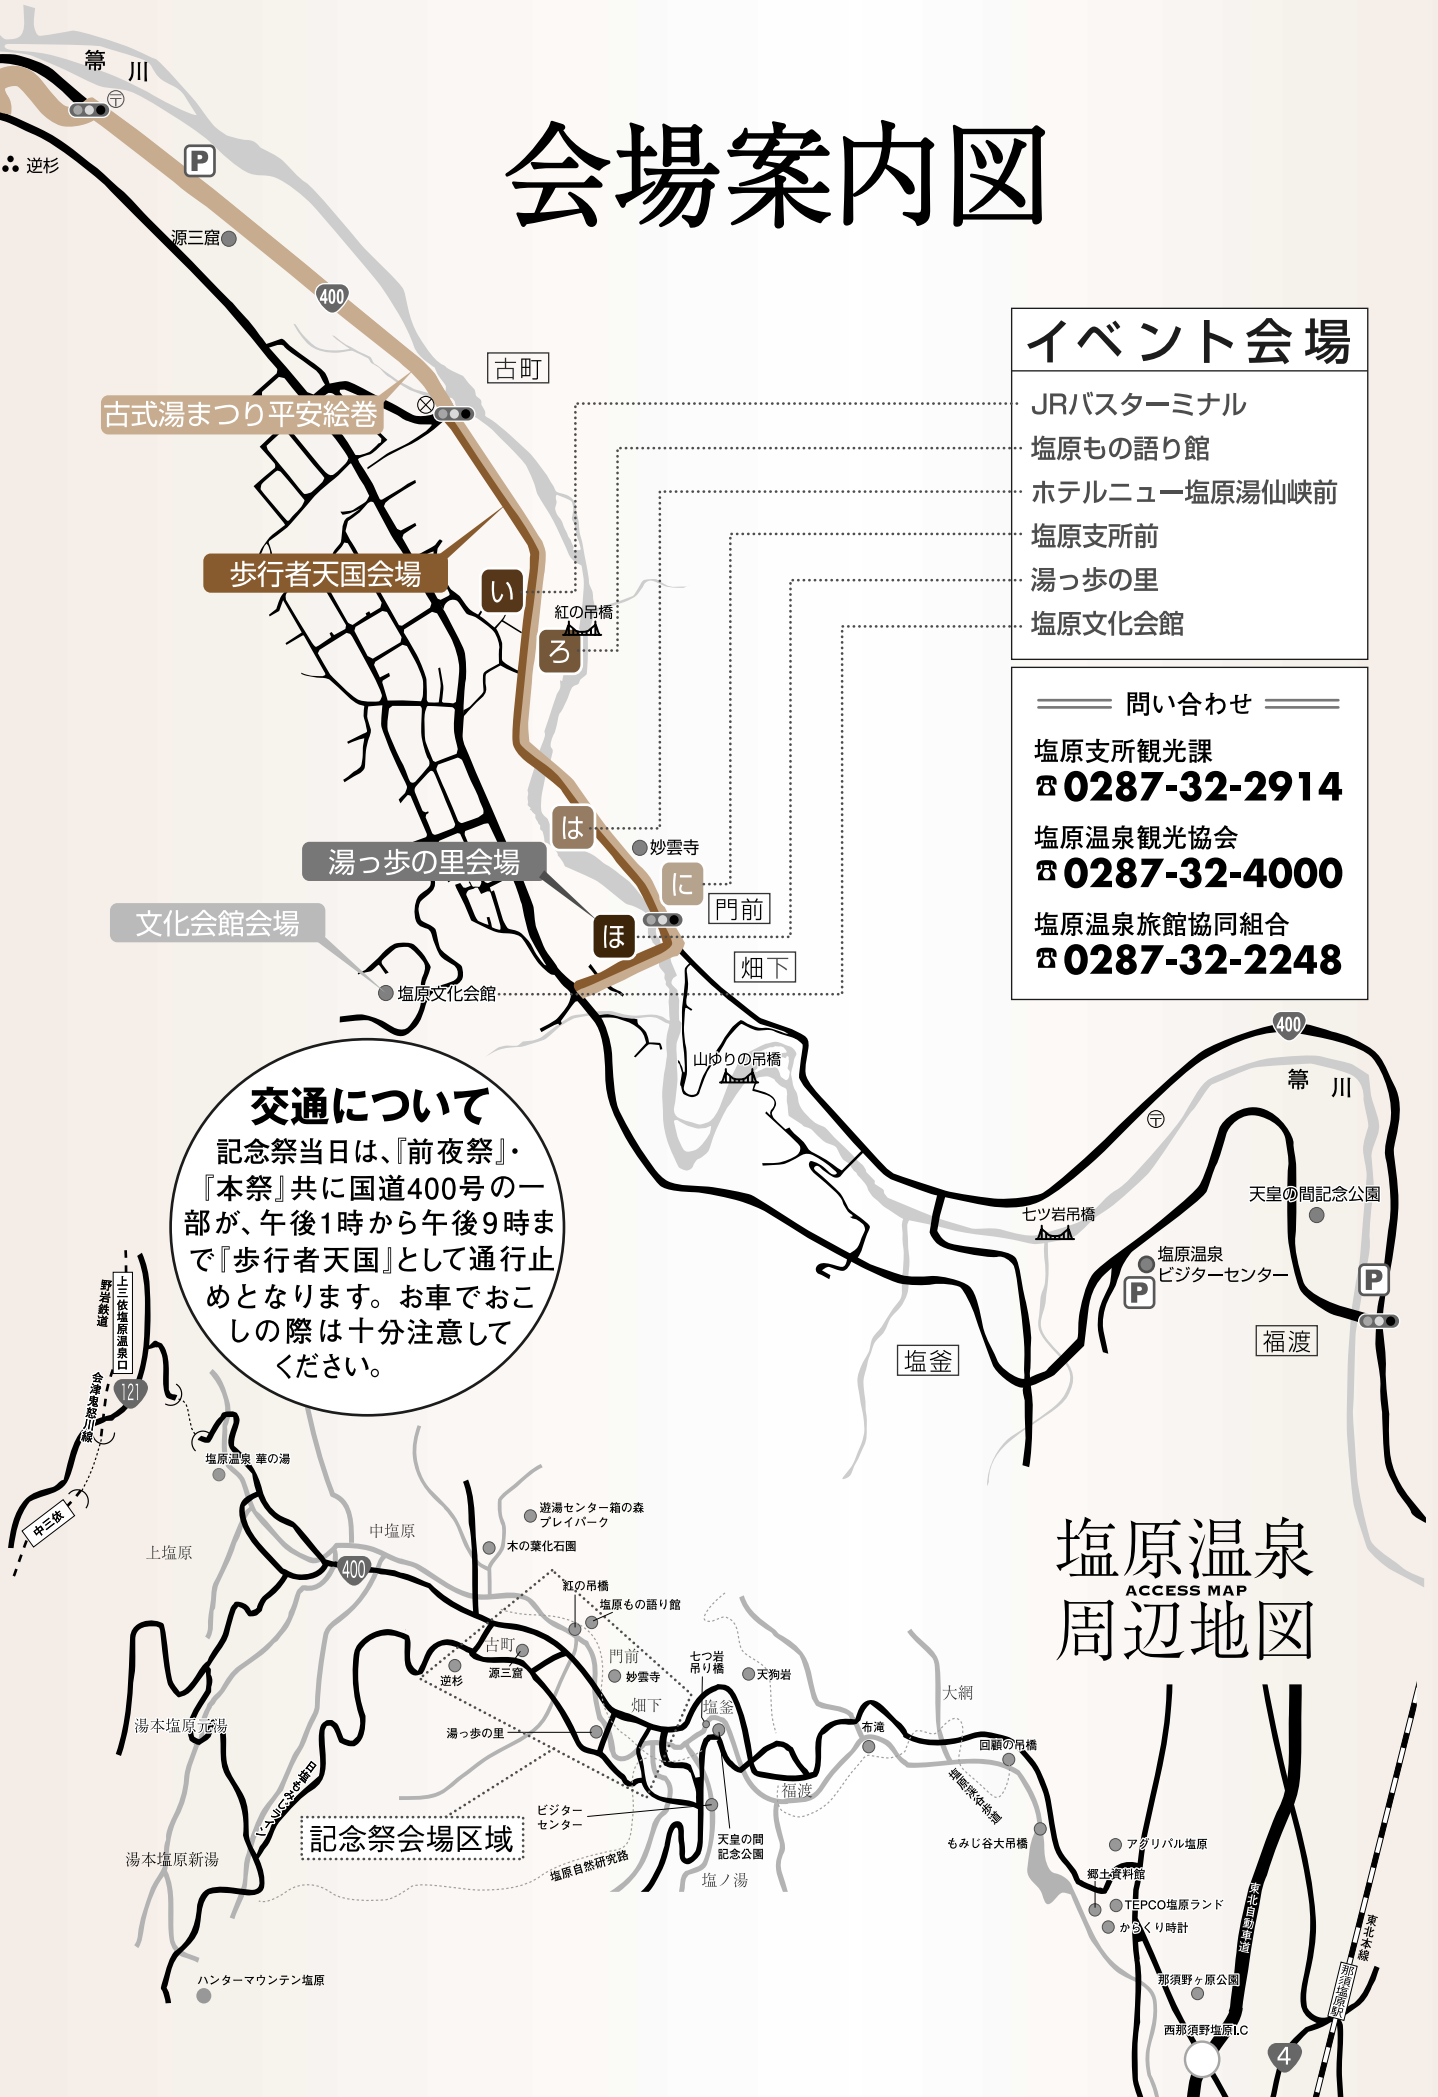 会場案内図
箒川
〒
逆杉
P
源三窟
400
古町
古式湯まつり平安絵巻
歩行者天国会場
い
紅の吊橋
ろ
は
妙雲寺
に
湯っ歩の里会場
門前
ほ
文化会館会場
畑下
塩原文化会館
山ゆりの吊橋
イベント会場
JRバスターミナル
塩原もの語り館
ホテルニュー塩原湯仙峡前
塩原支所前
湯っ歩の里
塩原文化会館
問い合わせ
塩原支所観光課
☎0287-32-2914
塩原温泉観光協会
☎0287-32-4000
塩原温泉旅館協同組合
☎0287-32-2248
400
箒川
〒
天皇の間記念公園
七ツ岩吊橋
塩原温泉
ビジターセンター
P
P
福渡
塩釜
交通について
記念祭当日は、『前夜祭』・
『本祭』共に国道400号の一
部が、午後1時から午後9時ま
で『歩行者天国』として通行止
めとなります。お車でおこ
しの際は十分注意して
ください。
塩原温泉
ACCESS MAP
周辺地図
野岩鉄道
上三依塩原温泉口
会津鬼怒川線
121
中三依
塩原温泉 華の湯
上塩原
中塩原
400
遊湯センター箱の森
プレイパーク
木の葉化石園
紅の吊橋
塩原もの語り館
古町
源三窟
逆杉
門前
妙雲寺
七つ岩
吊り橋
天狗岩
畑下
塩釜
湯っ歩の里
大網
布滝
回顧の吊橋
湯本塩原元湯
日塩もみじライン
福渡
塩原渓谷歩道
ビジター
センター
記念祭会場区域
天皇の間
記念公園
もみじ谷大吊橋
アグリパル塩原
湯本塩原新湯
塩原自然研究路
塩ノ湯
郷土資料館
TEPCO塩原ランド
からくり時計
東北自動車道
東北本線
ハンターマウンテン塩原
那須野ヶ原公園
那須塩原駅
西那須野塩原I.C
4